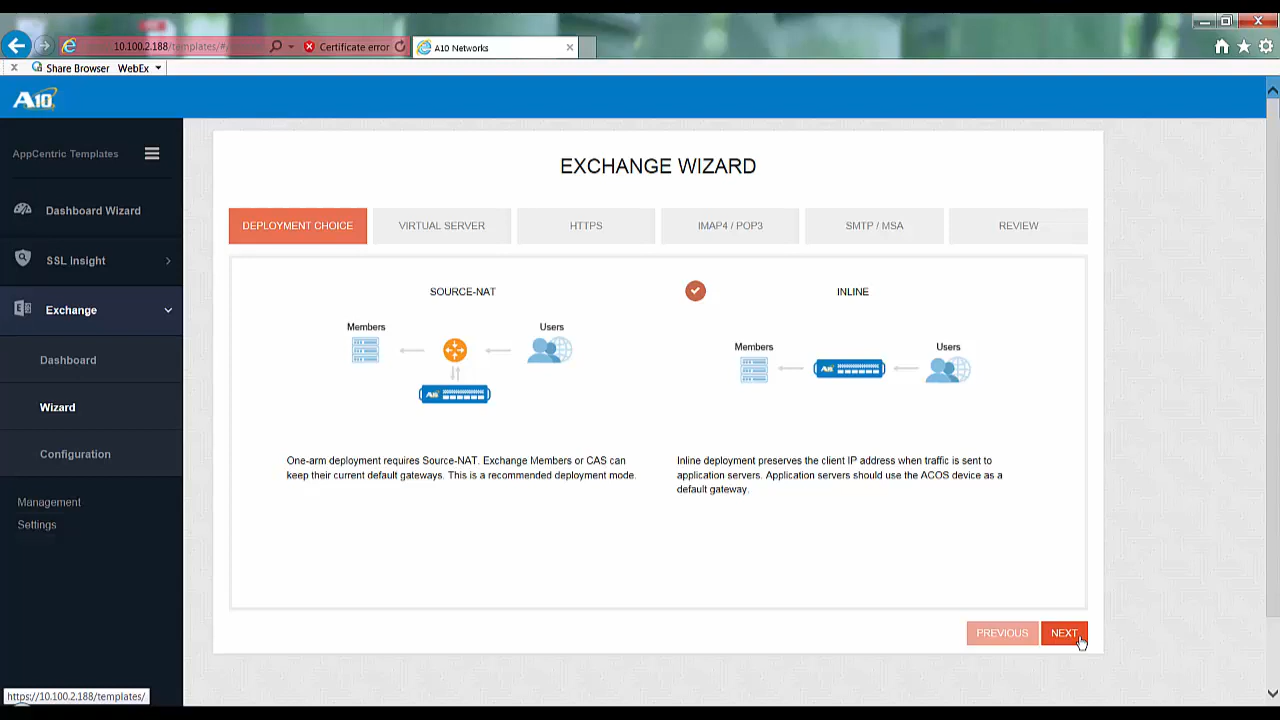 10.100.2.188/templates/#
Certificate error
A10 Networks
Share Browser WebEx
A10
AppCentric Templates
Dashboard Wizard
SSL Insight
Exchange
Dashboard
Wizard
Configuration
Management
Settings
EXCHANGE WIZARD
DEPLOYMENT CHOICE
VIRTUAL SERVER
HTTPS
IMAP4 / POP3
SMTP / MSA
REVIEW
SOURCE-NAT
Members
Users
A10
One-arm deployment requires Source-NAT. Exchange Members or CAS can
keep their current default gateways. This is a recommended deployment mode.
INLINE
Members
Users
A10
Inline deployment preserves the client IP address when traffic is sent to
application servers. Application servers should use the ACOS device as a
default gateway.
PREVIOUS
NEXT
https://10.100.2.188/templates/